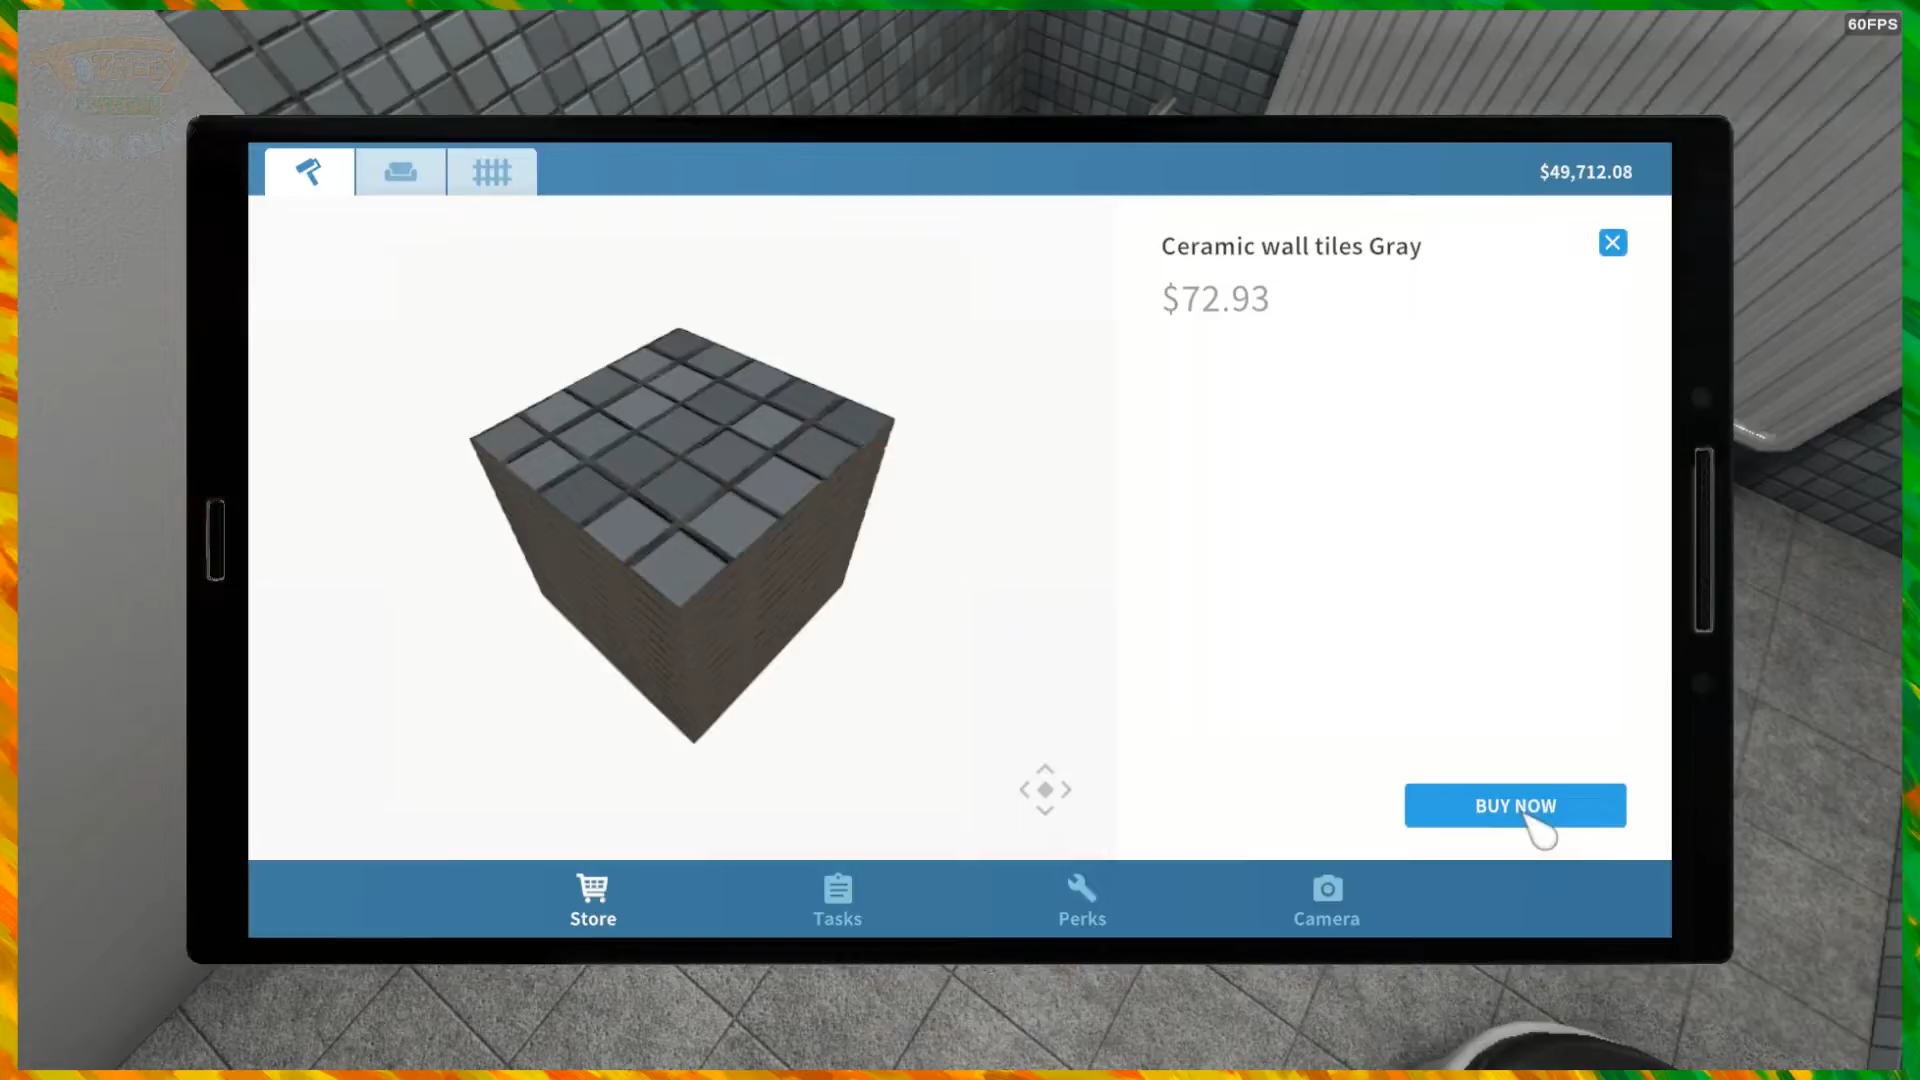 60FPS
$49,712.08
Ceramic wall tiles Gray
$72.93
BUY NOW
Store
Tasks
Perks
Camera